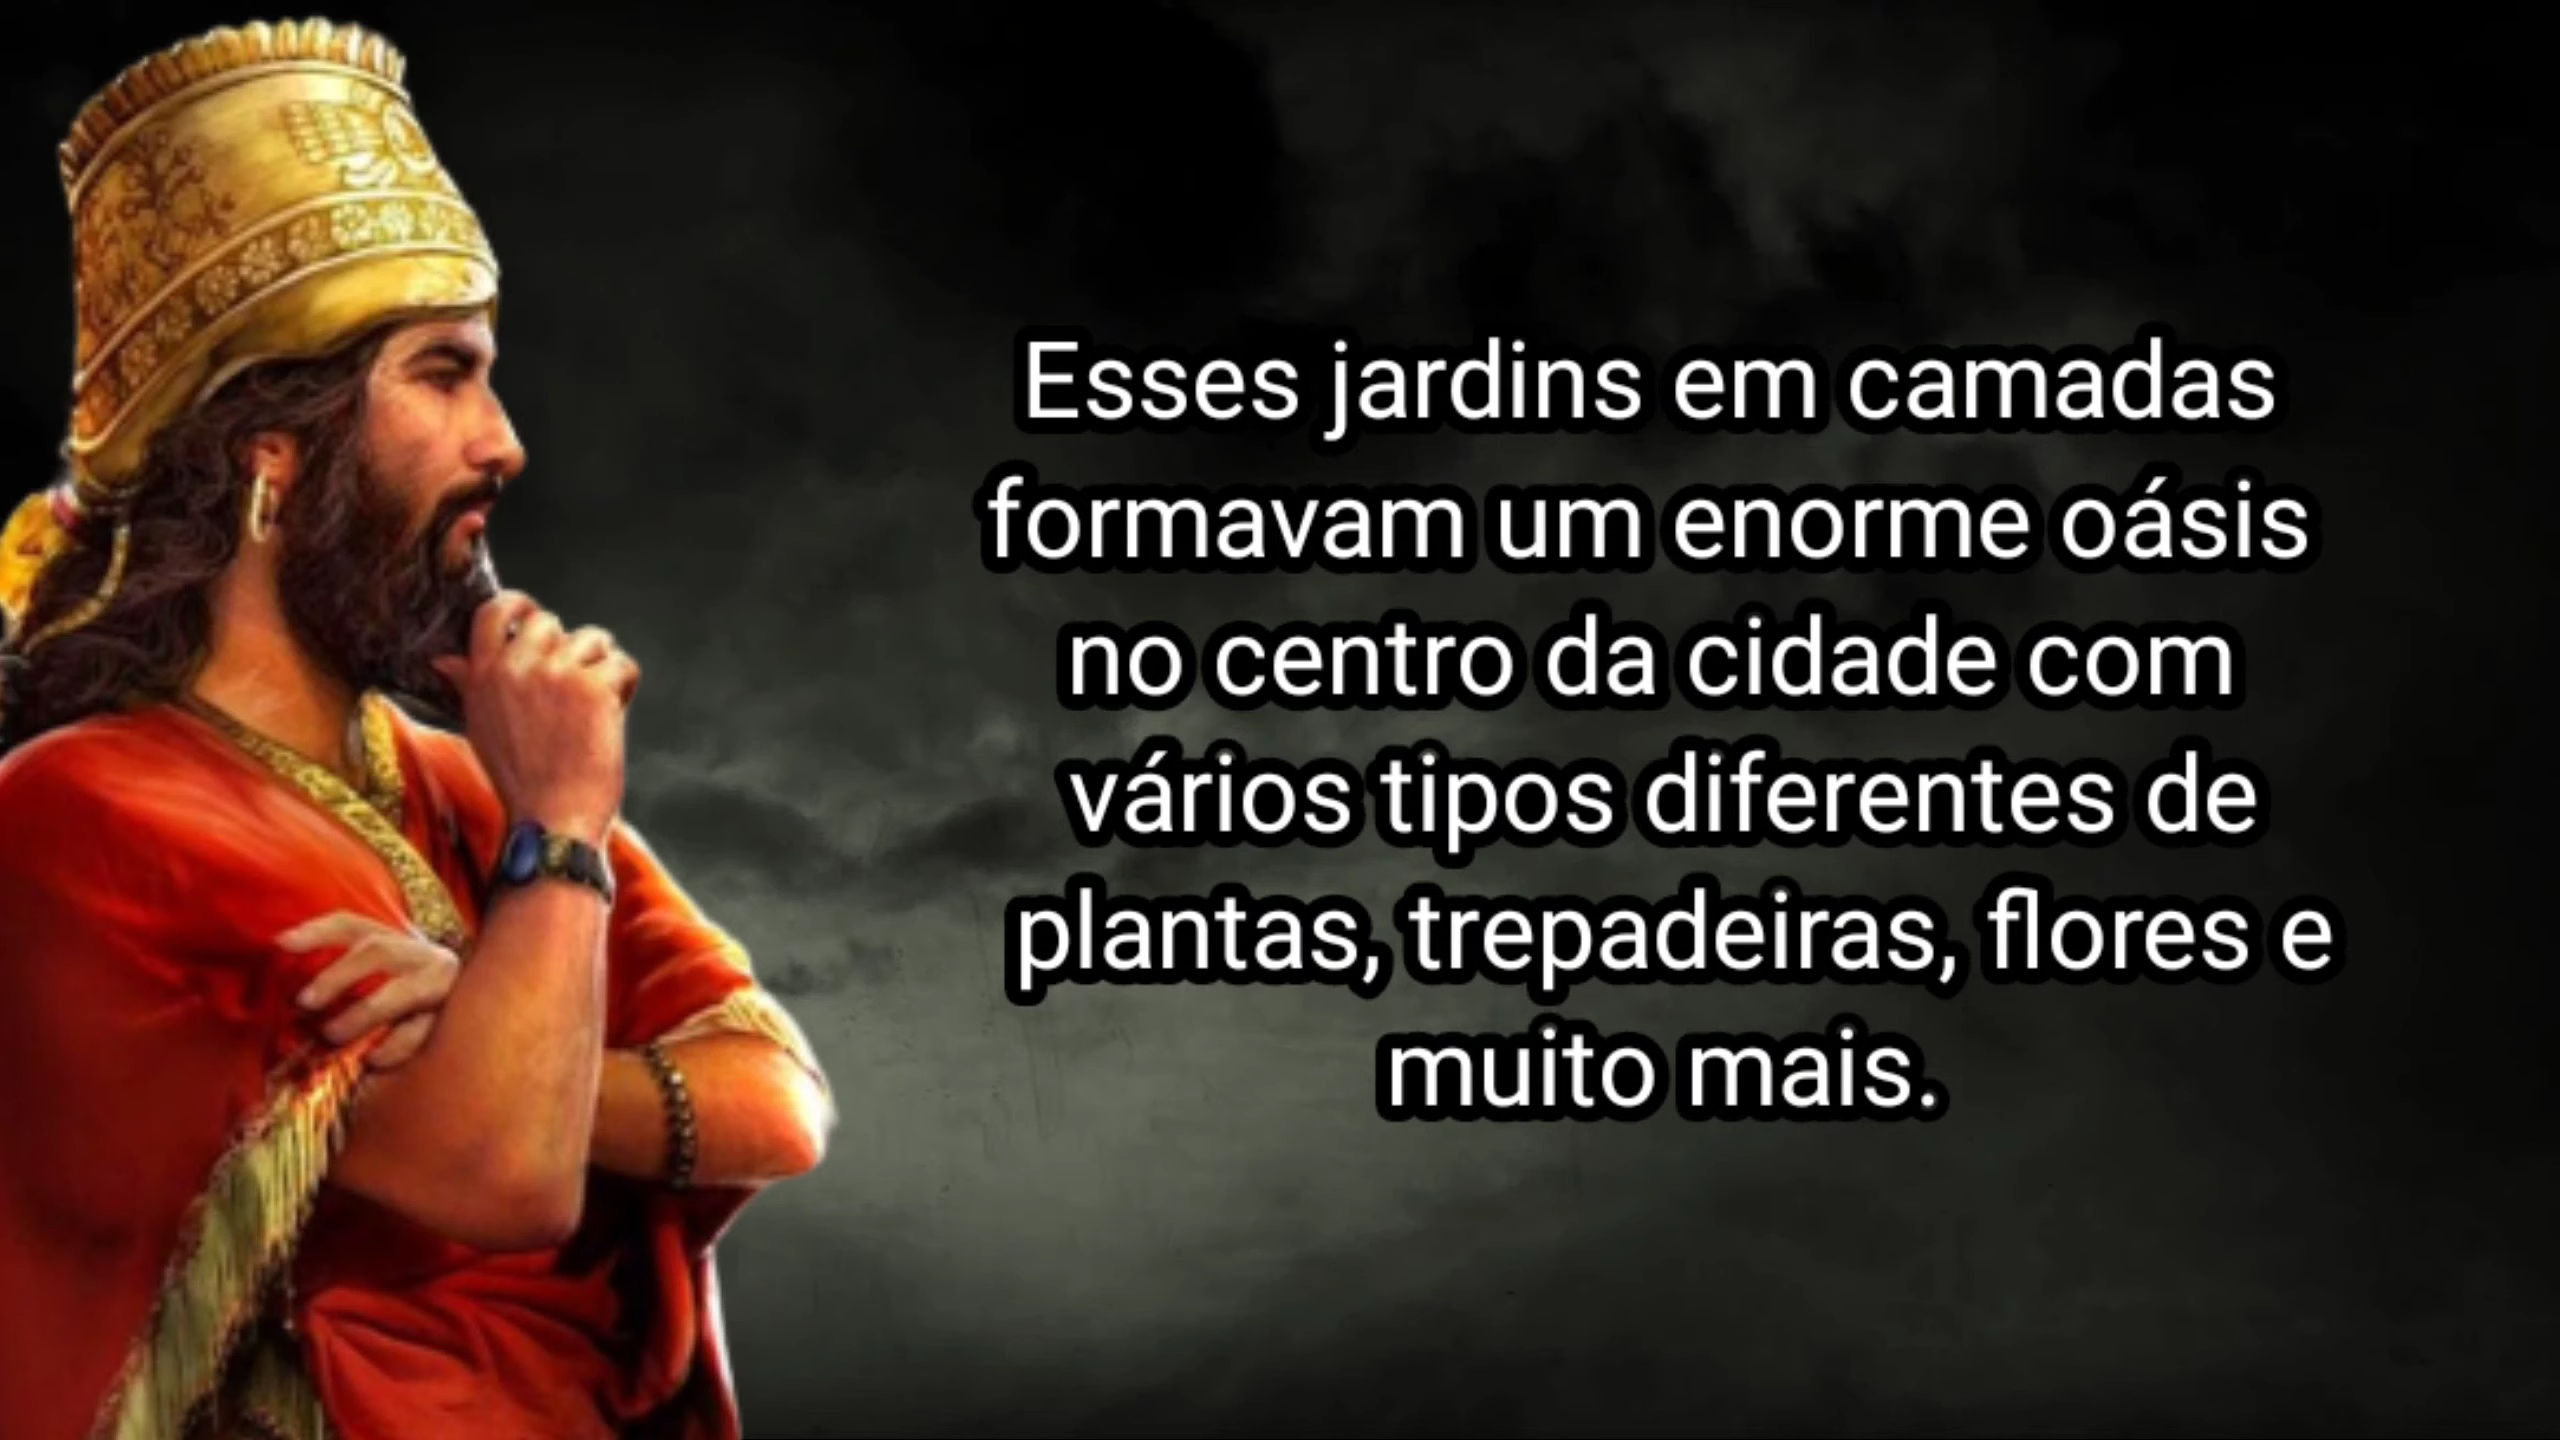 Esses jardins em camadas
formavam um enorme oásis
no centro da cidade com
vários tipos diferentes de
plantas, trepadeiras, flores e
muito mais.